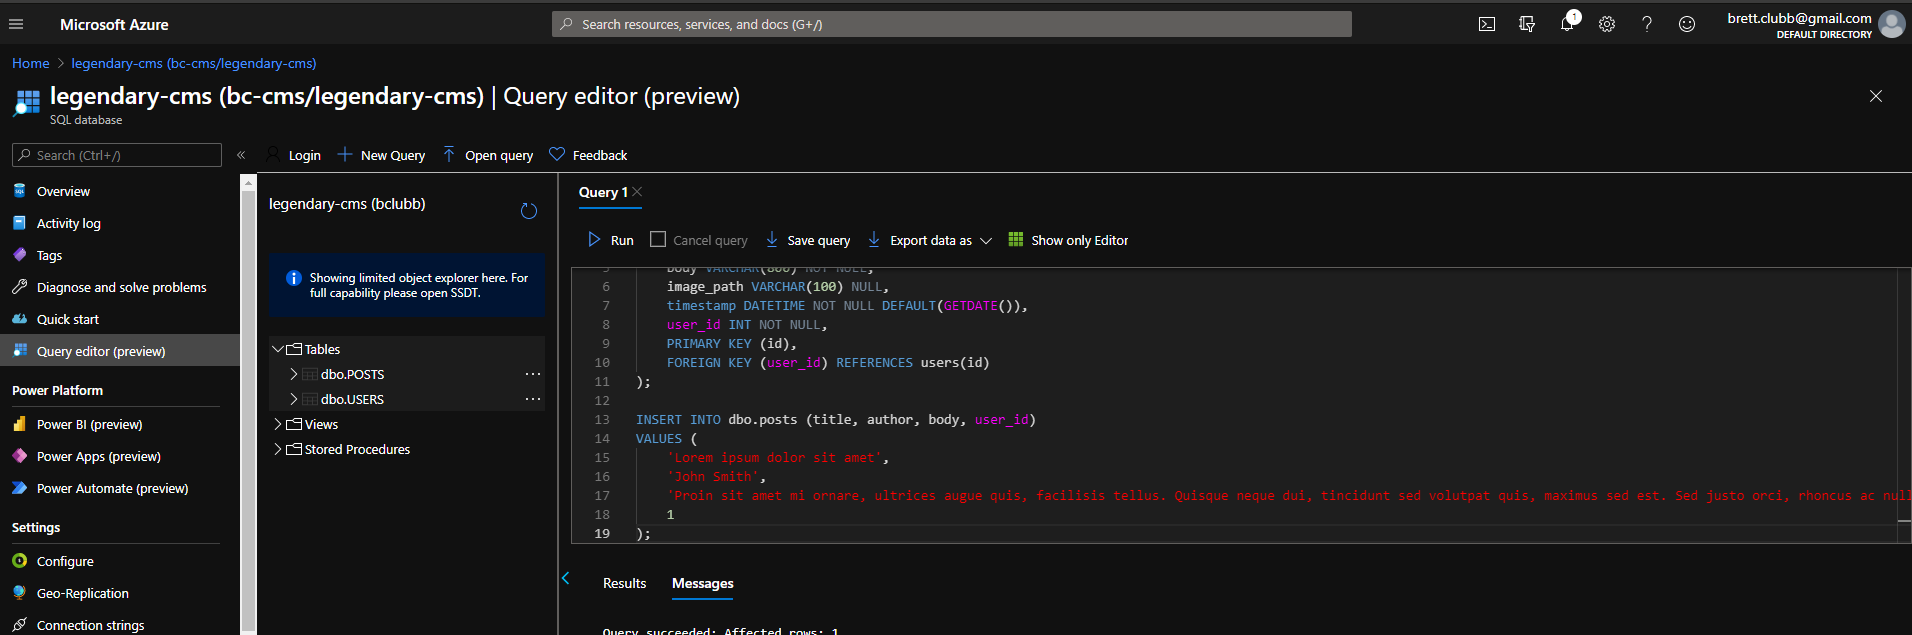 Microsoft Azure
Search resources, services, and docs (G+/)
1
brett.clubb@gmail.com
DEFAULT DIRECTORY
Home > legendary-cms (bc-cms/legendary-cms)
legendary-cms (bc-cms/legendary-cms) | Query editor (preview)
SQL database
Search (Ctrl+/)
«
Login
New Query
Open query
Feedback
Overview
Activity log
Tags
Diagnose and solve problems
Quick start
Query editor (preview)
Power Platform
Power BI (preview)
Power Apps (preview)
Power Automate (preview)
Settings
Configure
Geo-Replication
Connection strings
legendary-cms (bclubb)
Showing limited object explorer here. For
full capability please open SSDT.
Tables
dbo.POSTS ...
dbo.USERS ...
Views
Stored Procedures
Query 1
Run
Cancel query
Save query
Export data as
Show only Editor
5 body VARCHAR(800) NOT NULL,
6 image_path VARCHAR(100) NULL,
7 timestamp DATETIME NOT NULL DEFAULT(GETDATE()),
8 user_id INT NOT NULL,
9 PRIMARY KEY (id),
10 FOREIGN KEY (user_id) REFERENCES users(id)
11 );
12
13 INSERT INTO dbo.posts (title, author, body, user_id)
14 VALUES (
15 'Lorem ipsum dolor sit amet',
16 'John Smith',
17 'Proin sit amet mi ornare, ultrices augue quis, facilisis tellus. Quisque neque dui, tincidunt sed volutpat quis, maximus sed est. Sed justo orci, rhoncus ac null
18 1
19 );
Results
Messages
Query succeeded: Affected rows: 1